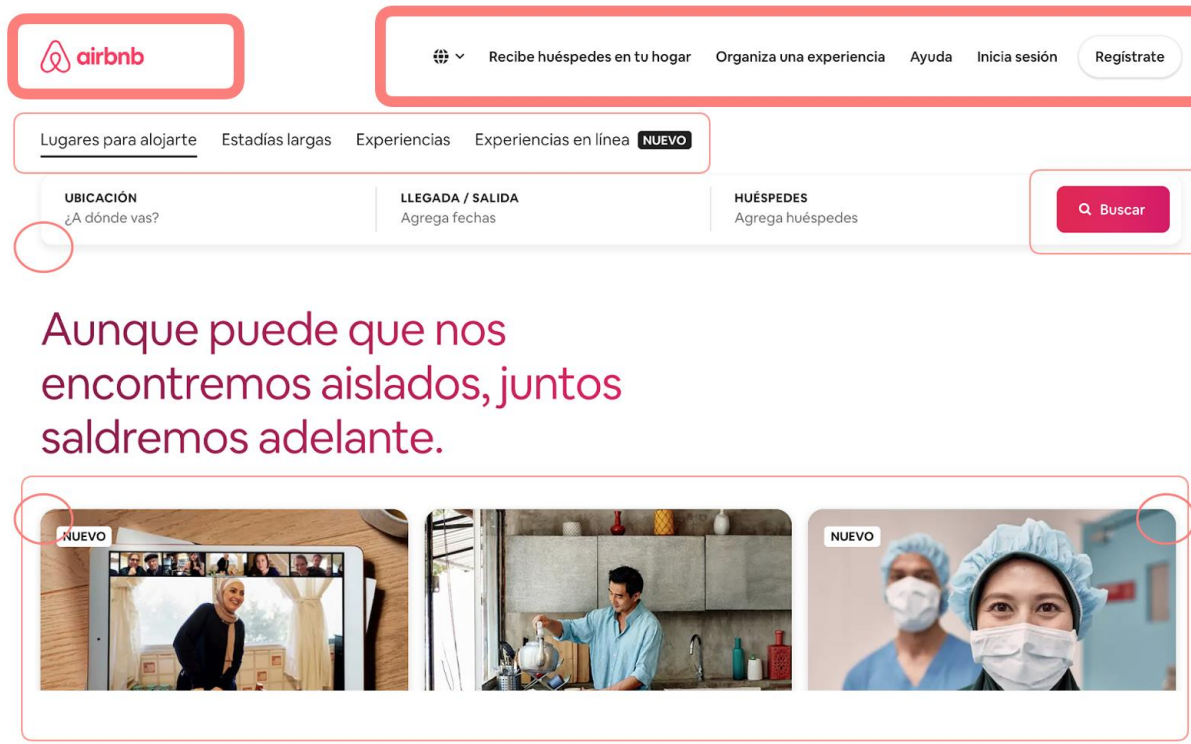 airbnb
Recibe huéspedes en tu hogar Organiza una experiencia Ayuda Inicia sesión Regístrate
Lugares para alojarte Estadías largas Experiencias Experiencias en línea NUEVO
UBICACIÓN LLEGADA / SALIDA HUÉSPEDES
¿A dónde vas? Agrega fechas Agrega huéspedes Buscar
Aunque puede que nos
encontremos aislados, juntos
saldremos adelante.
NUEVO NUEVO